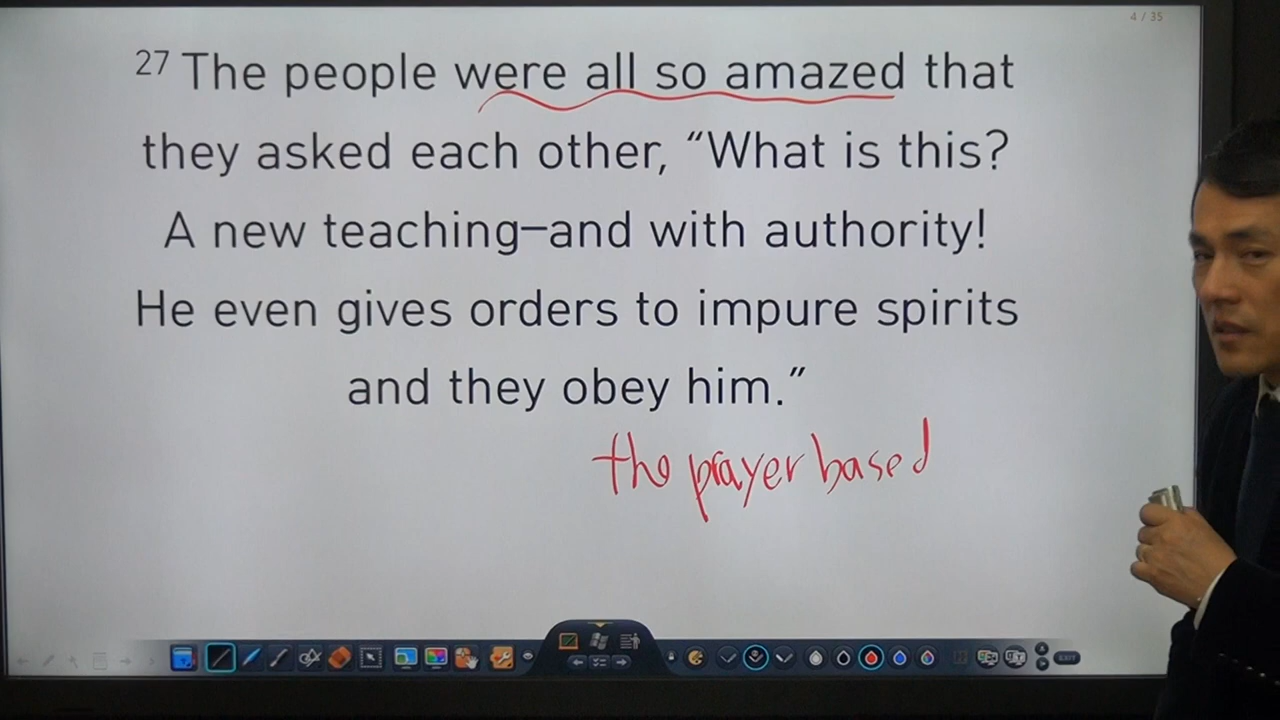 4 / 35
27 The people were all so amazed that
they asked each other, “What is this?
A new teaching—and with authority!
He even gives orders to impure spirits
and they obey him.”
the prayer based
EXIT